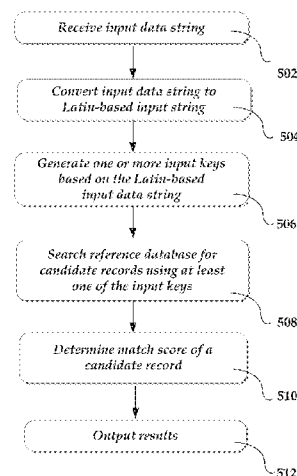 Receive input data string
502
Convert input data string to
Latin-based input string
504
Generate one or more input keys
based on the Latin-based
input data string
506
Search reference database for
candidate records using at least
one of the input keys
508
Determine match score of a
candidate record
510
Output results
512